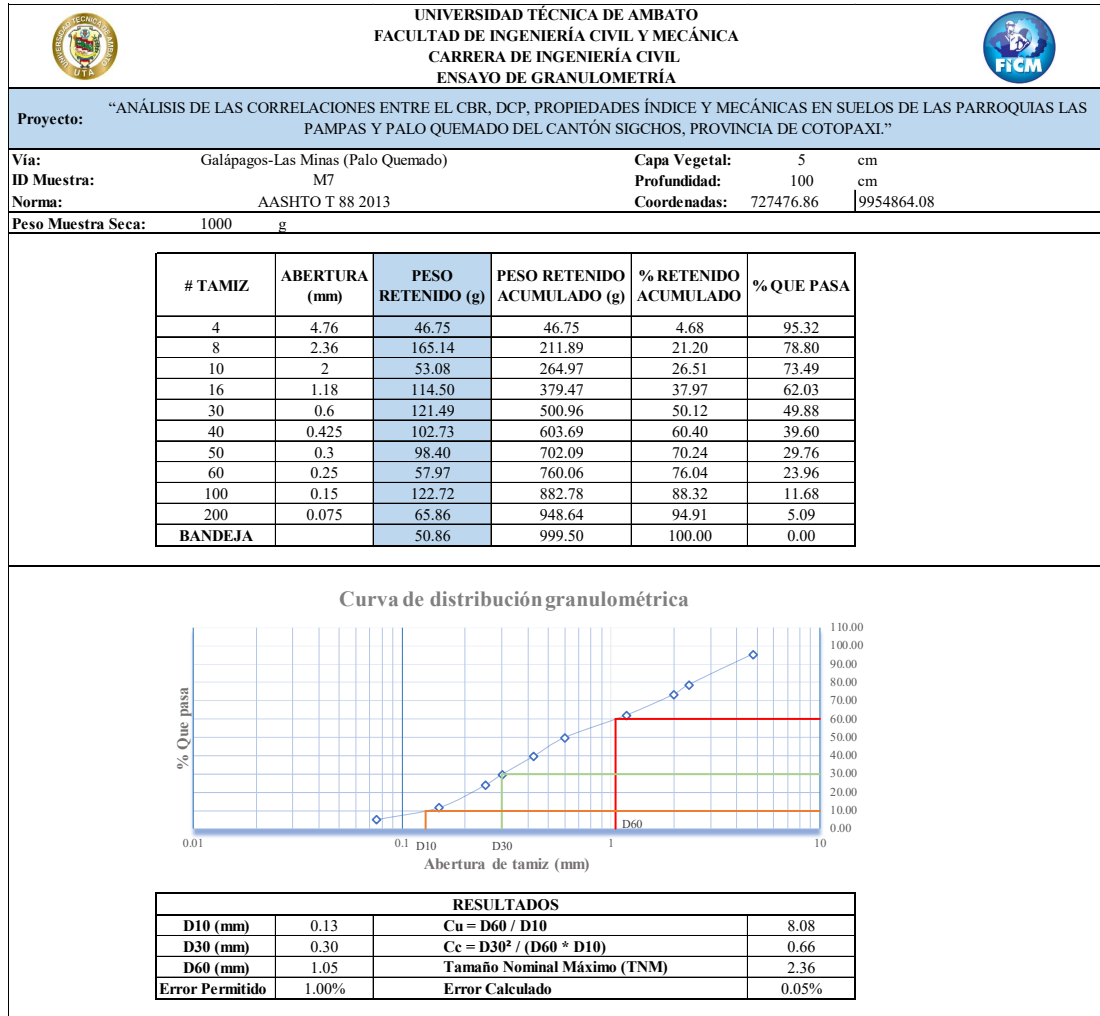 UNIVERSIDAD TÉCNICA DE AMBATO
FACULTAD DE INGENIERÍA CIVIL Y MECÁNICA
CARRERA DE INGENIERÍA CIVIL
ENSAYO DE GRANULOMETRÍA
UNIVERSIDAD TECNICA DE AMBATO
UTA
FICM
Proyecto: “ANÁLISIS DE LAS CORRELACIONES ENTRE EL CBR, DCP, PROPIEDADES ÍNDICE Y MECÁNICAS EN SUELOS DE LAS PARROQUIAS LAS
PAMPAS Y PALO QUEMADO DEL CANTÓN SIGCHOS, PROVINCIA DE COTOPAXI.”
Vía: Galápagos-Las Minas (Palo Quemado) Capa Vegetal: 5 cm
ID Muestra: M7 Profundidad: 100 cm
Norma: AASHTO T 88 2013 Coordenadas: 727476.86 9954864.08
Peso Muestra Seca: 1000 g
# TAMIZ ABERTURA (mm) PESO RETENIDO (g) PESO RETENIDO ACUMULADO (g) % RETENIDO ACUMULADO % QUE PASA
4 4.76 46.75 46.75 4.68 95.32
8 2.36 165.14 211.89 21.20 78.80
10 2 53.08 264.97 26.51 73.49
16 1.18 114.50 379.47 37.97 62.03
30 0.6 121.49 500.96 50.12 49.88
40 0.425 102.73 603.69 60.40 39.60
50 0.3 98.40 702.09 70.24 29.76
60 0.25 57.97 760.06 76.04 23.96
100 0.15 122.72 882.78 88.32 11.68
200 0.075 65.86 948.64 94.91 5.09
BANDEJA 50.86 999.50 100.00 0.00
Curva de distribución granulométrica
110.00
100.00
90.00
80.00
70.00
60.00
50.00
40.00
30.00
20.00
10.00
0.00
% Que pasa
0.01 0.1 D10 D30 D60 1 10
Abertura de tamiz (mm)
RESULTADOS
D10 (mm) 0.13 Cu = D60 / D10 8.08
D30 (mm) 0.30 Cc = D30² / (D60 * D10) 0.66
D60 (mm) 1.05 Tamaño Nominal Máximo (TNM) 2.36
Error Permitido 1.00% Error Calculado 0.05%